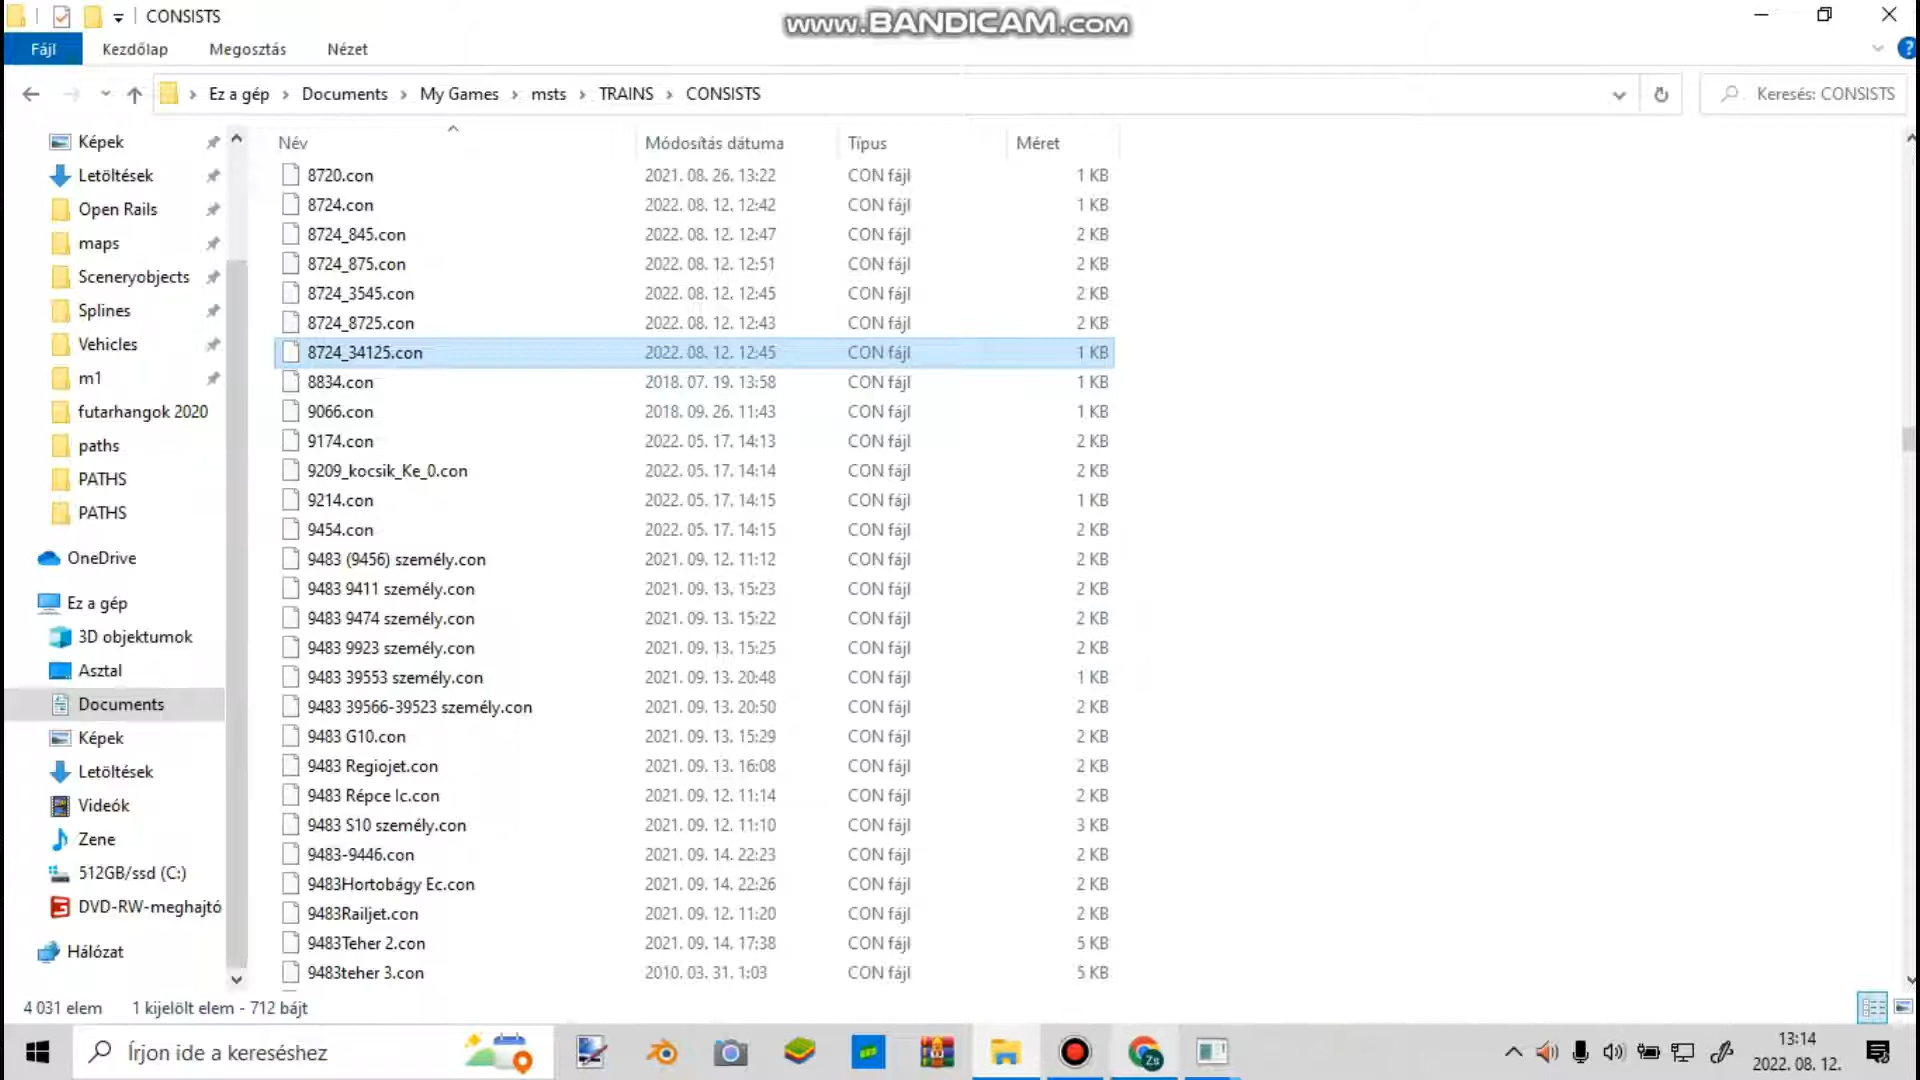 CONSISTS
www.BANDICAM.com
Fájl Kezdőlap Megosztás Nézet
Ez a gép Documents My Games msts TRAINS CONSISTS
Keresés: CONSISTS
Képek
Letöltések
Open Rails
maps
Sceneryobjects
Splines
Vehicles
m1
futarhangok 2020
paths
PATHS
PATHS
OneDrive
Ez a gép
3D objektumok
Asztal
Documents
Képek
Letöltések
Videók
Zene
512GB/ssd (C:)
DVD-RW-meghajtó
Hálózat
Név Módosítás dátuma Típus Méret
8720.con 2021. 08. 26. 13:22 CON fájl 1 KB
8724.con 2022. 08. 12. 12:42 CON fájl 1 KB
8724_845.con 2022. 08. 12. 12:47 CON fájl 2 KB
8724_875.con 2022. 08. 12. 12:51 CON fájl 2 KB
8724_3545.con 2022. 08. 12. 12:45 CON fájl 2 KB
8724_8725.con 2022. 08. 12. 12:43 CON fájl 2 KB
8724_34125.con 2022. 08. 12. 12:45 CON fájl 1 KB
8834.con 2018. 07. 19. 13:58 CON fájl 1 KB
9066.con 2018. 09. 26. 11:43 CON fájl 1 KB
9174.con 2022. 05. 17. 14:13 CON fájl 2 KB
9209_kocsik_Ke_0.con 2022. 05. 17. 14:14 CON fájl 2 KB
9214.con 2022. 05. 17. 14:15 CON fájl 1 KB
9454.con 2022. 05. 17. 14:15 CON fájl 2 KB
9483 (9456) személy.con 2021. 09. 12. 11:12 CON fájl 2 KB
9483 9411 személy.con 2021. 09. 13. 15:23 CON fájl 2 KB
9483 9474 személy.con 2021. 09. 13. 15:22 CON fájl 2 KB
9483 9923 személy.con 2021. 09. 13. 15:25 CON fájl 2 KB
9483 39553 személy.con 2021. 09. 13. 20:48 CON fájl 1 KB
9483 39566-39523 személy.con 2021. 09. 13. 20:50 CON fájl 2 KB
9483 G10.con 2021. 09. 13. 15:29 CON fájl 2 KB
9483 Regiojet.con 2021. 09. 13. 16:08 CON fájl 2 KB
9483 Répce Ic.con 2021. 09. 12. 11:14 CON fájl 2 KB
9483 S10 személy.con 2021. 09. 12. 11:10 CON fájl 3 KB
9483-9446.con 2021. 09. 14. 22:23 CON fájl 2 KB
9483Hortobágy Ec.con 2021. 09. 14. 22:26 CON fájl 2 KB
9483Railjet.con 2021. 09. 12. 11:20 CON fájl 2 KB
9483Teher 2.con 2021. 09. 14. 17:38 CON fájl 5 KB
9483teher 3.con 2010. 03. 31. 1:03 CON fájl 5 KB
4 031 elem 1 kijelölt elem - 712 bájt
Írjon ide a kereséshez
Zs
13:14
2022. 08. 12.